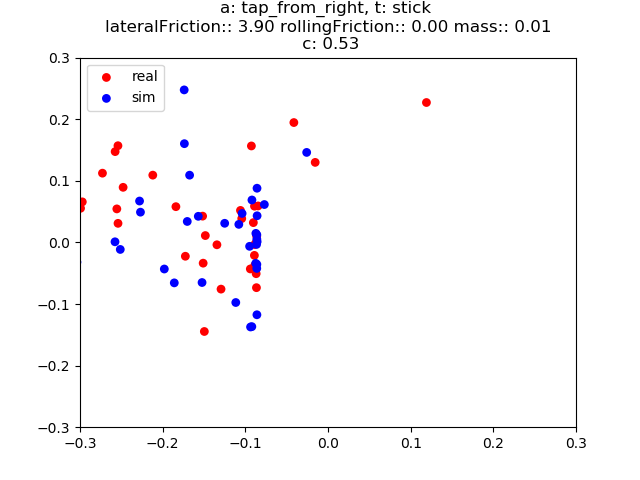 a: tap_from_right, t: stick
lateralFriction:: 3.90 rollingFriction:: 0.00 mass:: 0.01
c: 0.53
real
sim
0.3
0.2
0.1
0.0
−0.1
−0.2
−0.3
−0.3 −0.2 −0.1 0.0 0.1 0.2 0.3